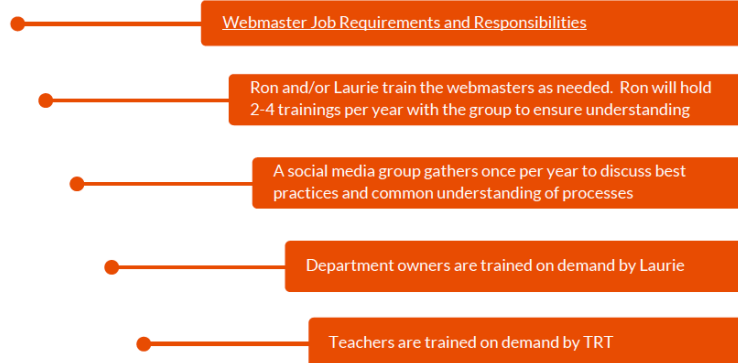 Webmaster Job Requirements and Responsibilities
Ron and/or Laurie train the webmasters as needed. Ron will hold
2-4 trainings per year with the group to ensure understanding
A social media group gathers once per year to discuss best
practices and common understanding of processes
Department owners are trained on demand by Laurie
Teachers are trained on demand by TRT